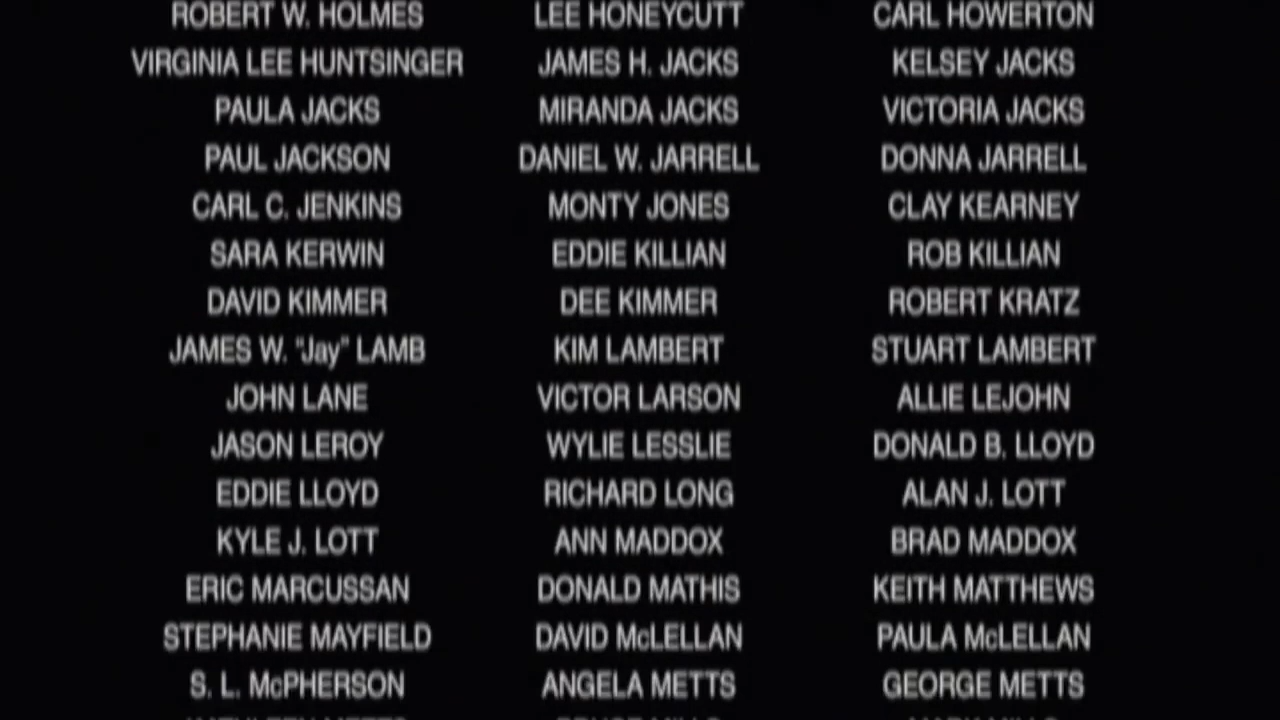 ROBERT W. HOLMES LEE HONEYCUTT CARL HOWERTON
VIRGINIA LEE HUNTSINGER JAMES H. JACKS KELSEY JACKS
PAULA JACKS MIRANDA JACKS VICTORIA JACKS
PAUL JACKSON DANIEL W. JARRELL DONNA JARRELL
CARL C. JENKINS MONTY JONES CLAY KEARNEY
SARA KERWIN EDDIE KILLIAN ROB KILLIAN
DAVID KIMMER DEE KIMMER ROBERT KRATZ
JAMES W. "Jay" LAMB KIM LAMBERT STUART LAMBERT
JOHN LANE VICTOR LARSON ALLIE LEJOHN
JASON LEROY WYLIE LESSLIE DONALD B. LLOYD
EDDIE LLOYD RICHARD LONG ALAN J. LOTT
KYLE J. LOTT ANN MADDOX BRAD MADDOX
ERIC MARCUSSAN DONALD MATHIS KEITH MATTHEWS
STEPHANIE MAYFIELD DAVID McLELLAN PAULA McLELLAN
S. L. McPHERSON ANGELA METTS GEORGE METTS